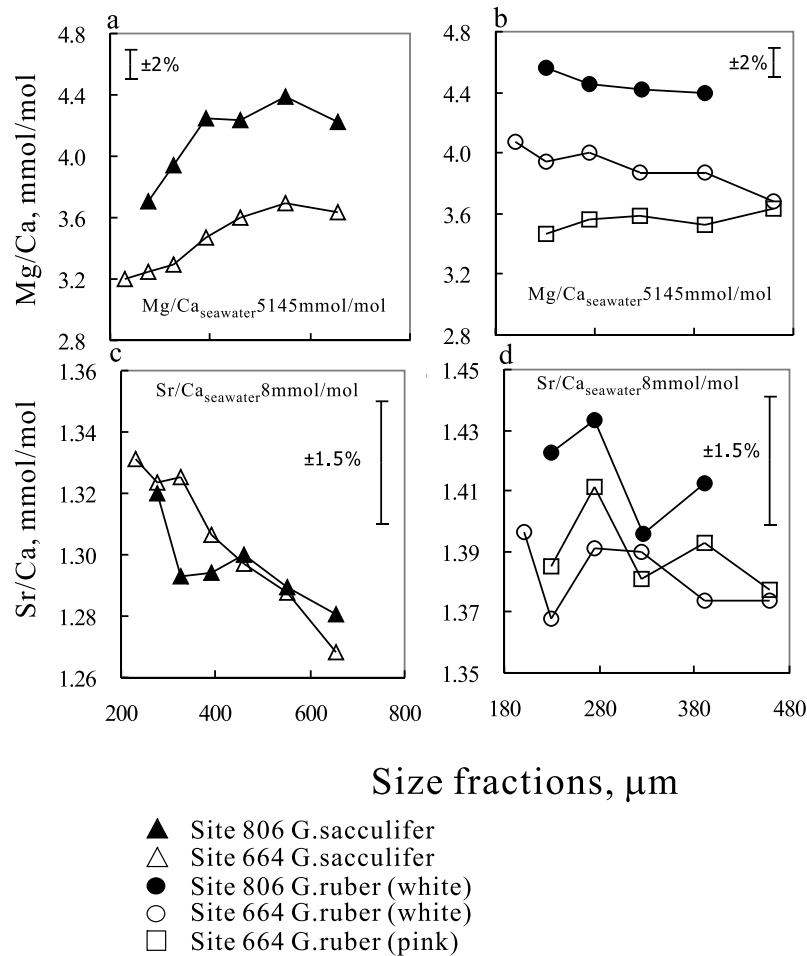 a
4.8
4.4
4.0
3.6
3.2
2.8
Mg/Ca, mmol/mol
±2%
Mg/Caseawater5145mmol/mol
b
4.8
4.4
4.0
3.6
3.2
2.8
±2%
Mg/Caseawater5145mmol/mol
c
1.36
1.34
1.32
1.30
1.28
1.26
Sr/Ca, mmol/mol
Sr/Caseawater8mmol/mol
±1.5%
200 400 600 800
d
1.45
1.43
1.41
1.39
1.37
1.35
Sr/Caseawater8mmol/mol
±1.5%
180 280 380 480
Size fractions, μm
Site 806 G.sacculifer
Site 664 G.sacculifer
Site 806 G.ruber (white)
Site 664 G.ruber (white)
Site 664 G.ruber (pink)